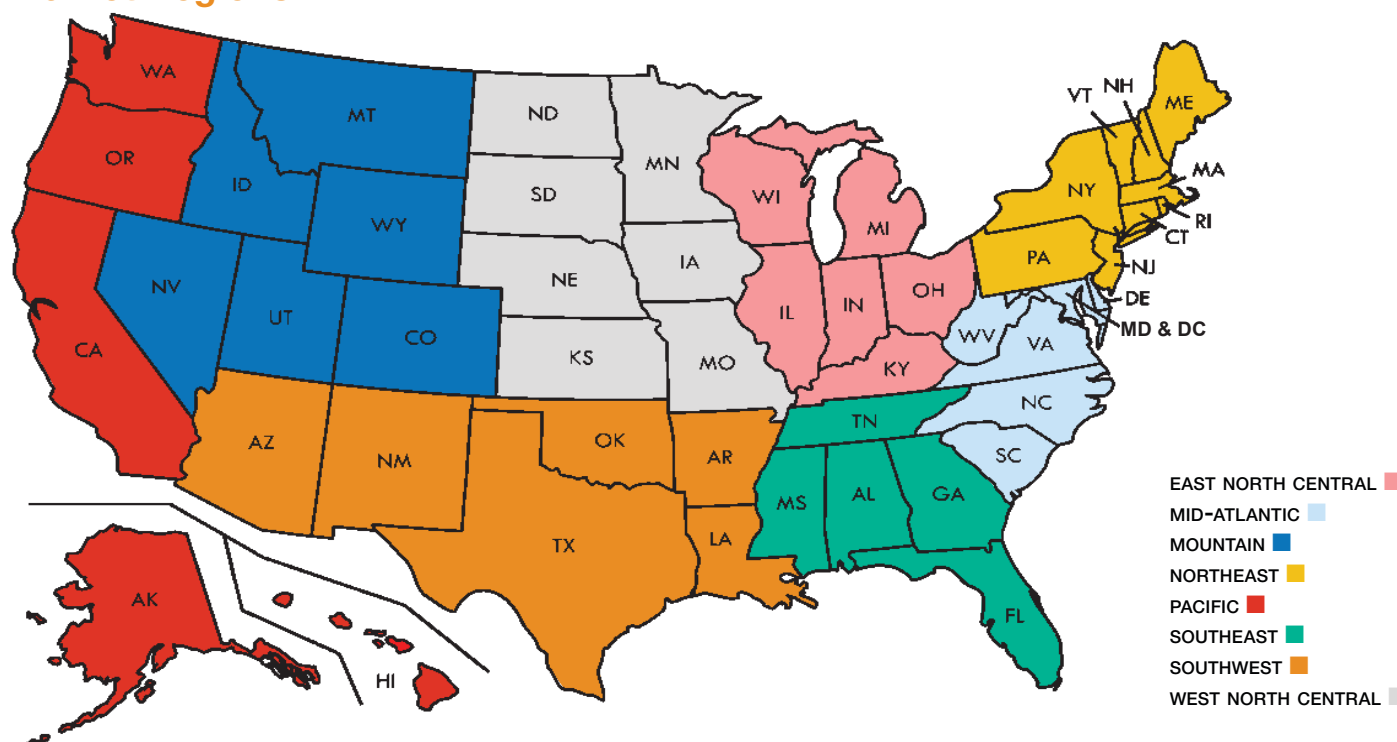 WA
MT
ND
MN
VT
NH
ME
OR
ID
SD
WI
MI
NY
MA
RI
CT
WY
NV
UT
CO
NE
IA
IL
IN
OH
PA
NJ
DE
MD & DC
CA
KS
MO
KY
WV
VA
AZ
NM
OK
AR
TN
NC
SC
TX
LA
MS
AL
GA
FL
AK
HI
EAST NORTH CENTRAL
MID-ATLANTIC
MOUNTAIN
NORTHEAST
PACIFIC
SOUTHEAST
SOUTHWEST
WEST NORTH CENTRAL